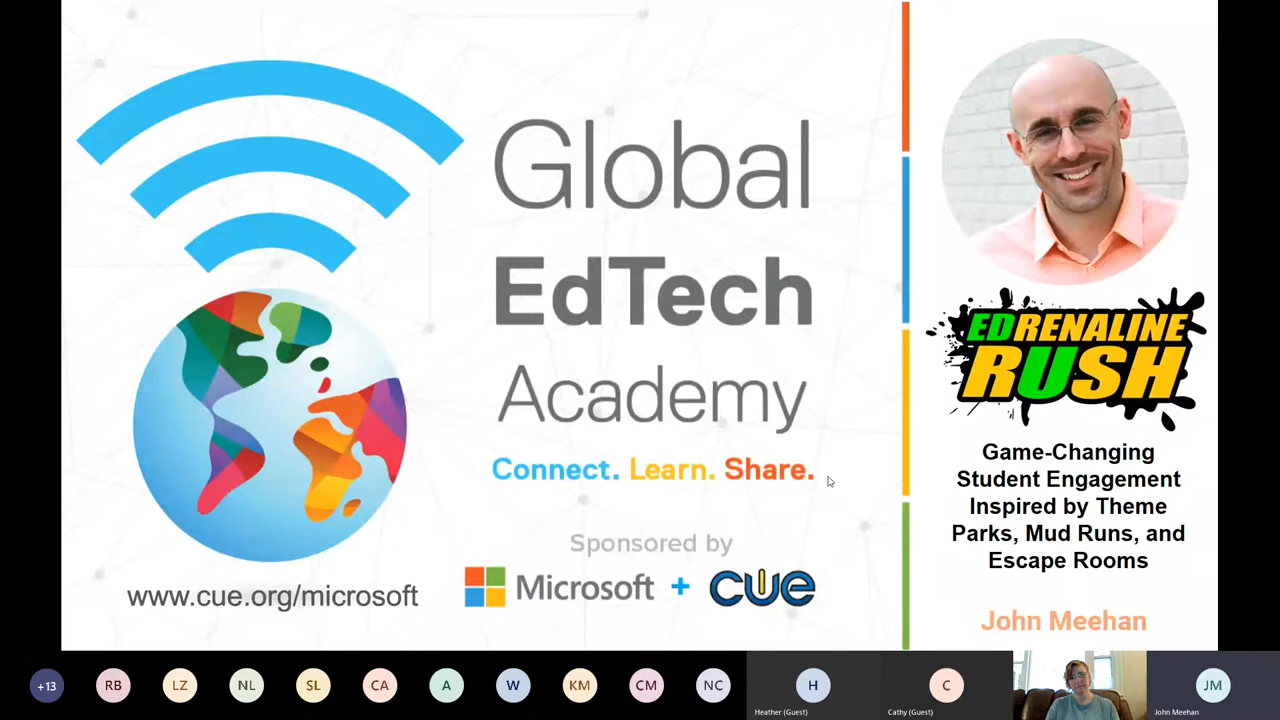 Global
EdTech
Academy
Connect. Learn. Share.
Sponsored by
Microsoft + CUE
www.cue.org/microsoft
EDRENALINE
RUSH
Game-Changing
Student Engagement
Inspired by Theme
Parks, Mud Runs, and
Escape Rooms
John Meehan
+13
RB
LZ
NL
SL
CA
A
W
KM
CM
NC
H
Heather (Guest)
C
Cathy (Guest)
JM
John Meehan